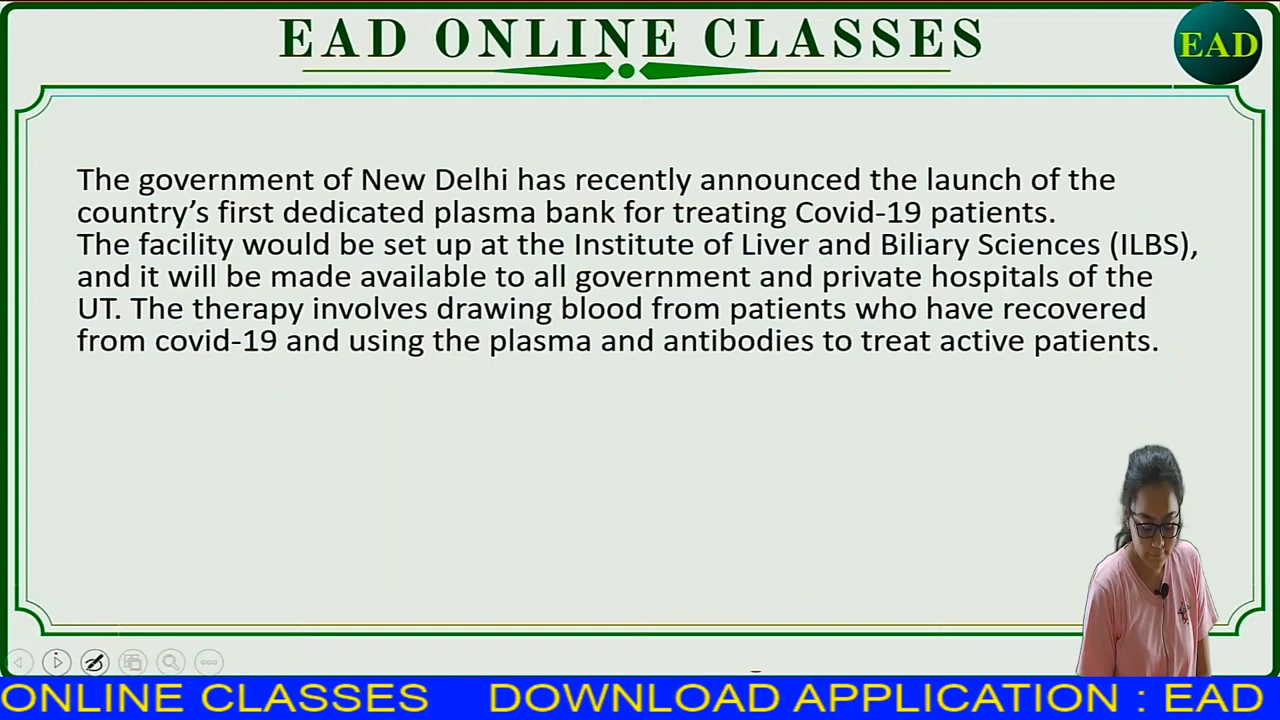 EAD ONLINE CLASSES
EAD
The government of New Delhi has recently announced the launch of the
country's first dedicated plasma bank for treating Covid-19 patients.
The facility would be set up at the Institute of Liver and Biliary Sciences (ILBS),
and it will be made available to all government and private hospitals of the
UT. The therapy involves drawing blood from patients who have recovered
from covid-19 and using the plasma and antibodies to treat active patients.
ONLINE CLASSES DOWNLOAD APPLICATION : EAD